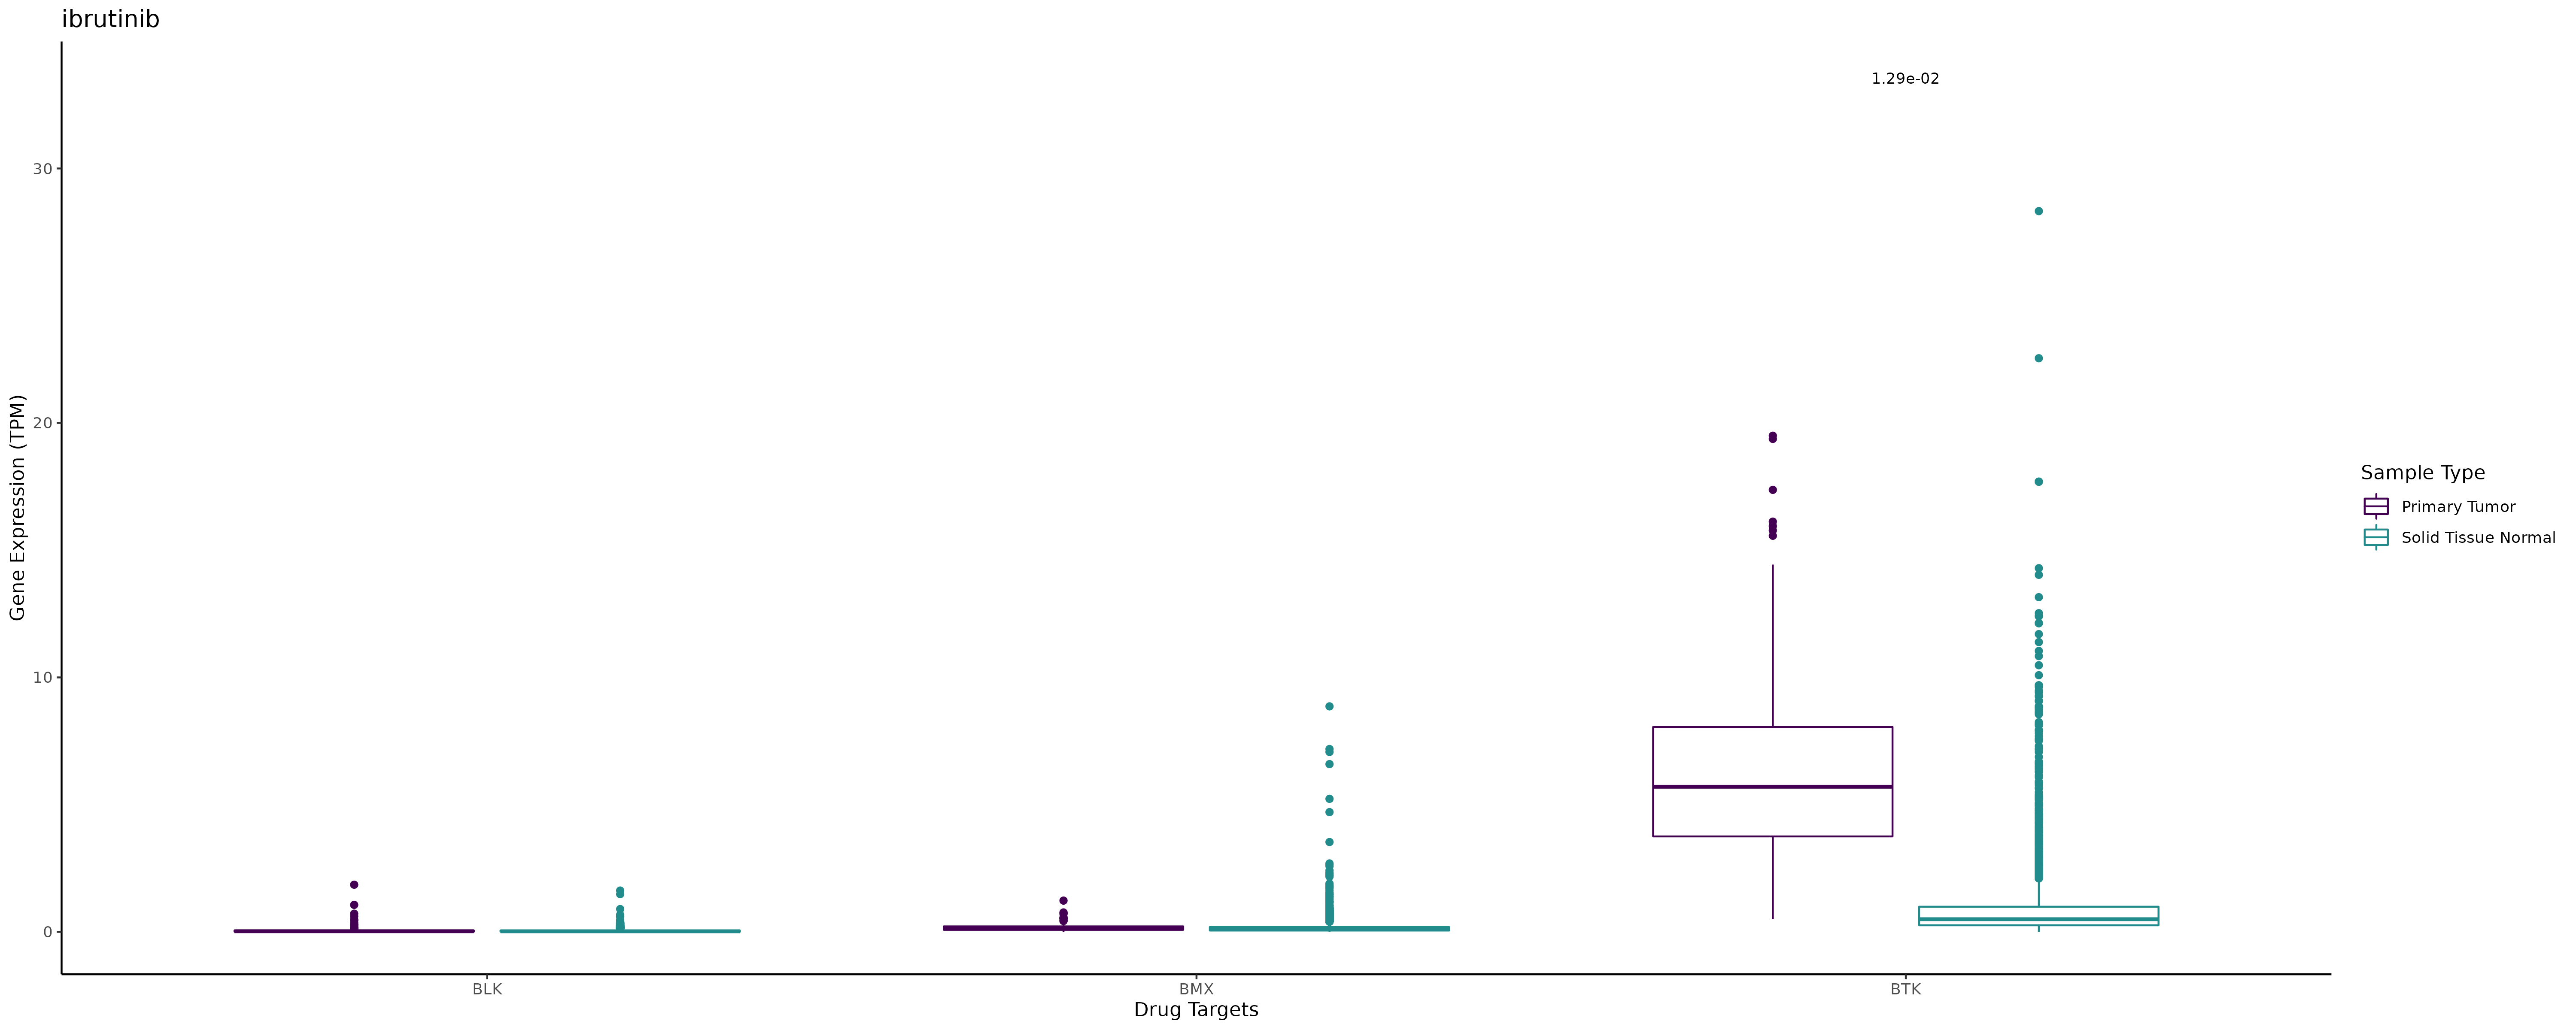 ibrutinib
1.29e-02
30
20
10
0
Gene Expression (TPM)
BLK
BMX
BTK
Drug Targets
Sample Type
Primary Tumor
Solid Tissue Normal